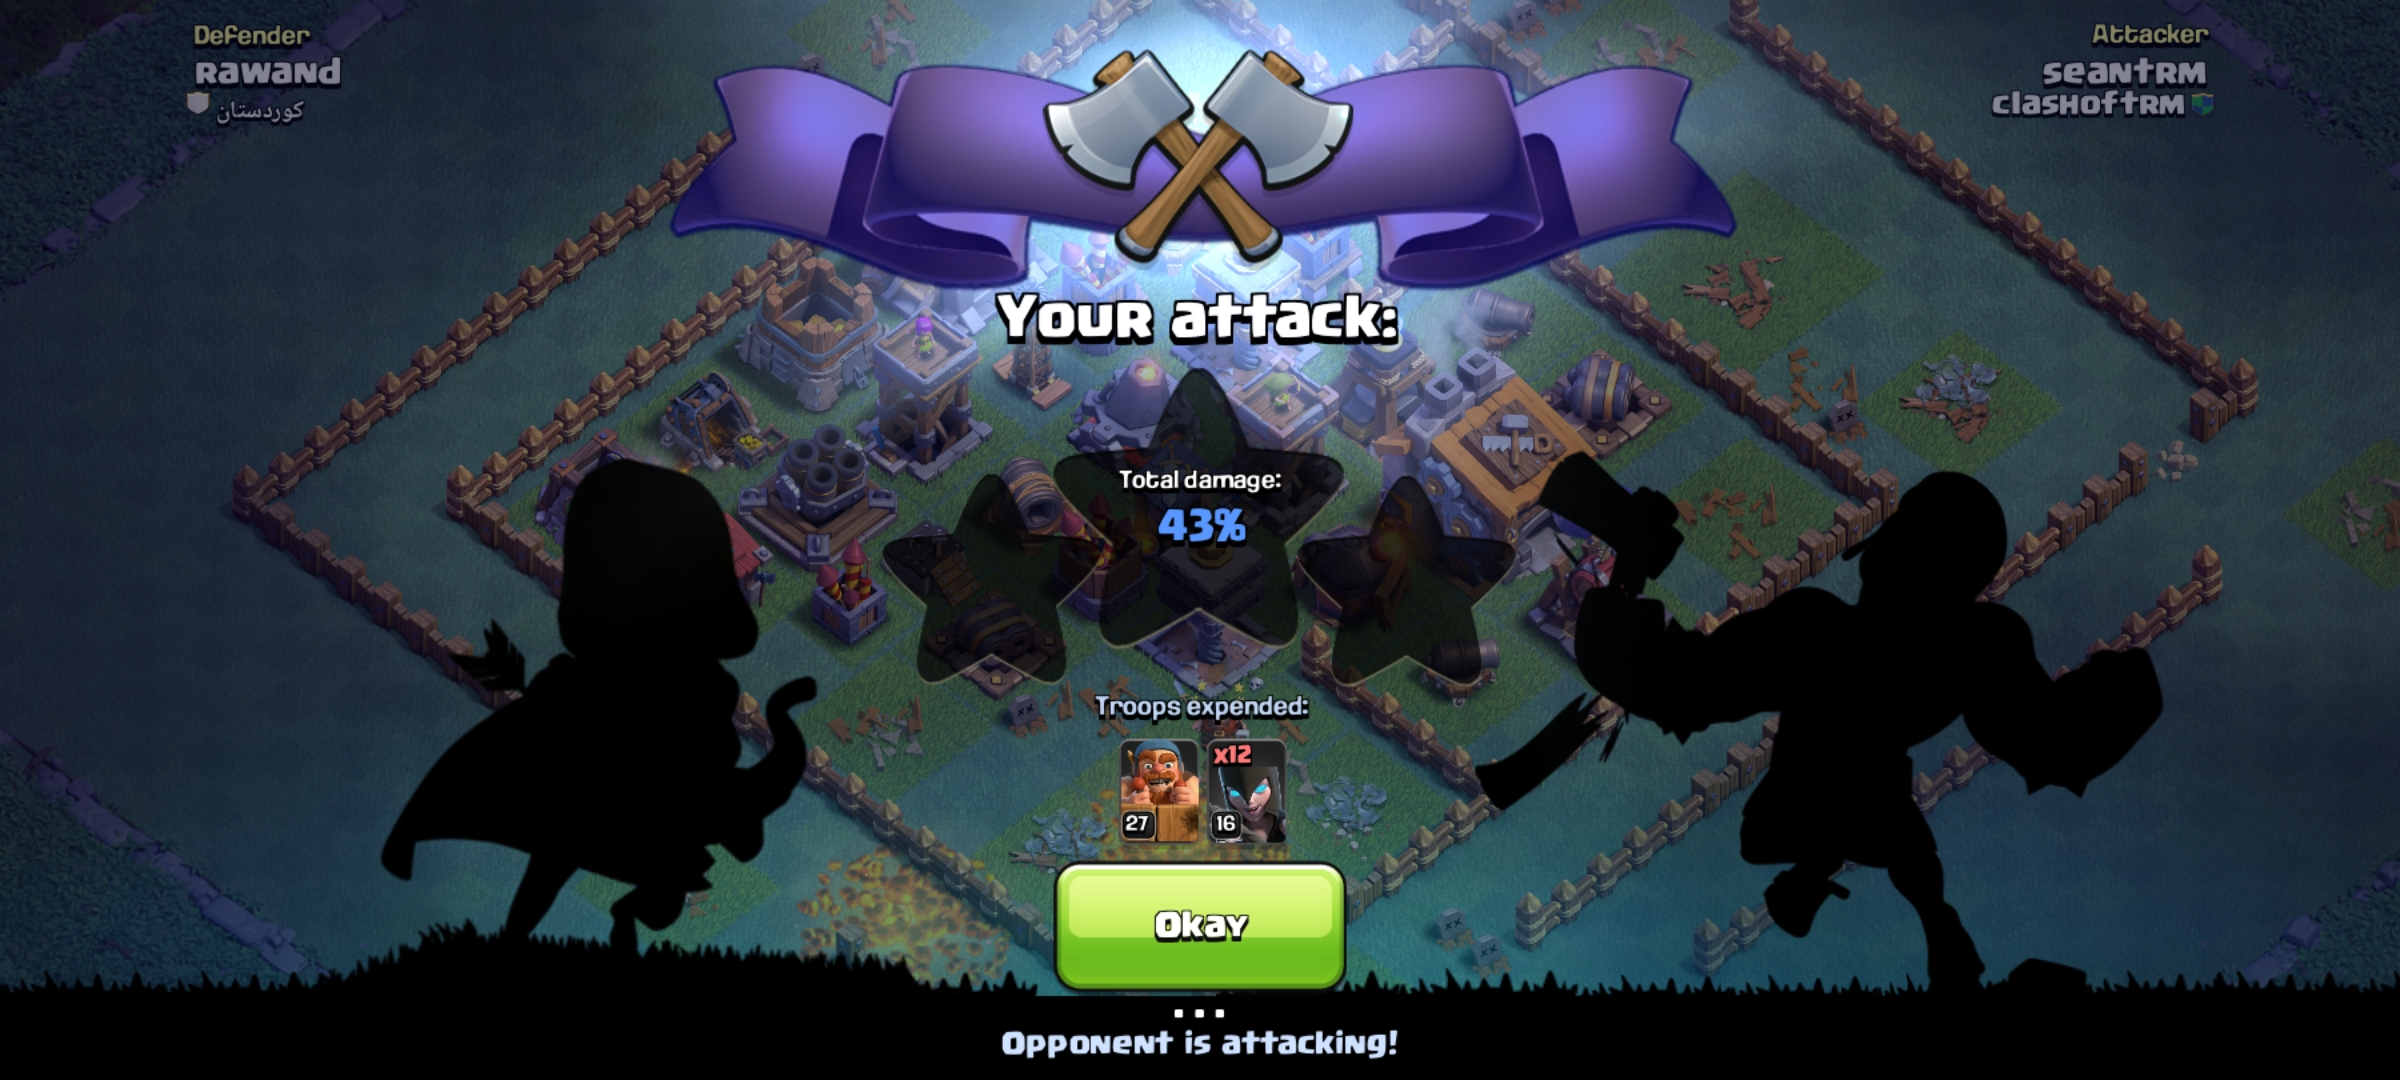 Defender
Rawand
كوردستان
Attacker
seantRM
clashoftRM
Your attack:
Total damage:
43%
Troops expended:
x12
27
16
Okay
Opponent is attacking!